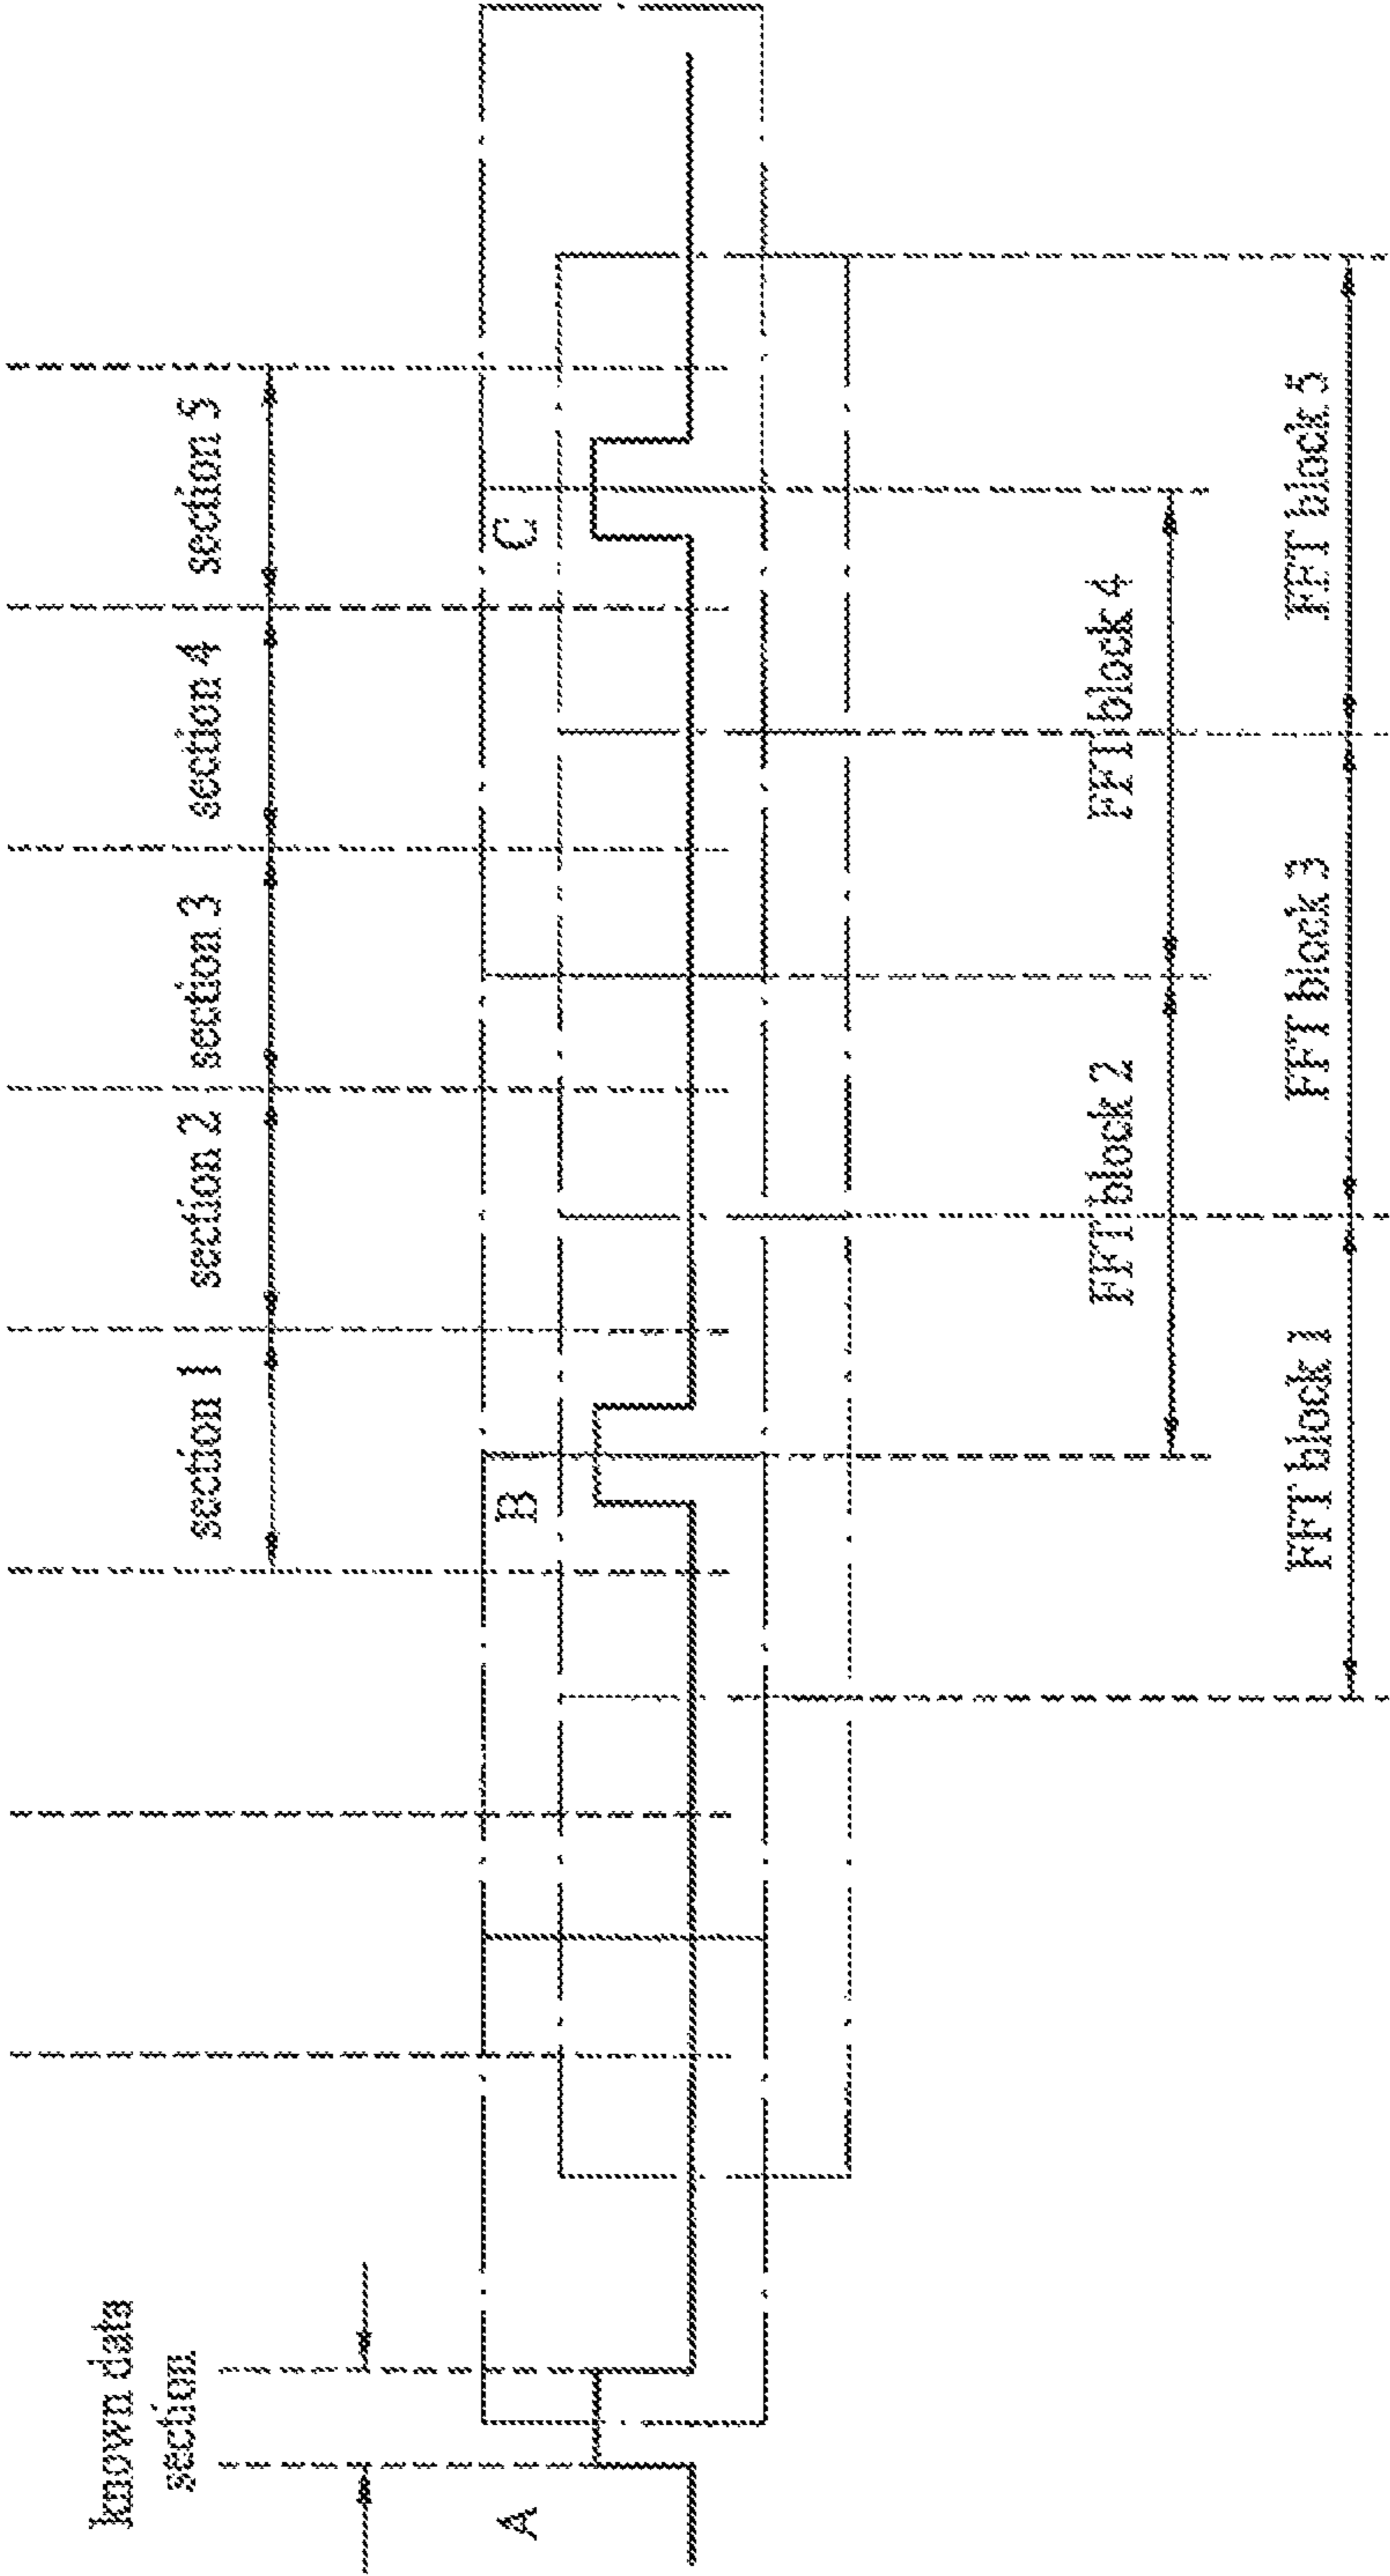 known data
section
section 1
section 2
section 3
section 4
section 5
A
B
C
FFT block 2
FFT block 4
FFT block 1
FFT block 3
FFT block 5